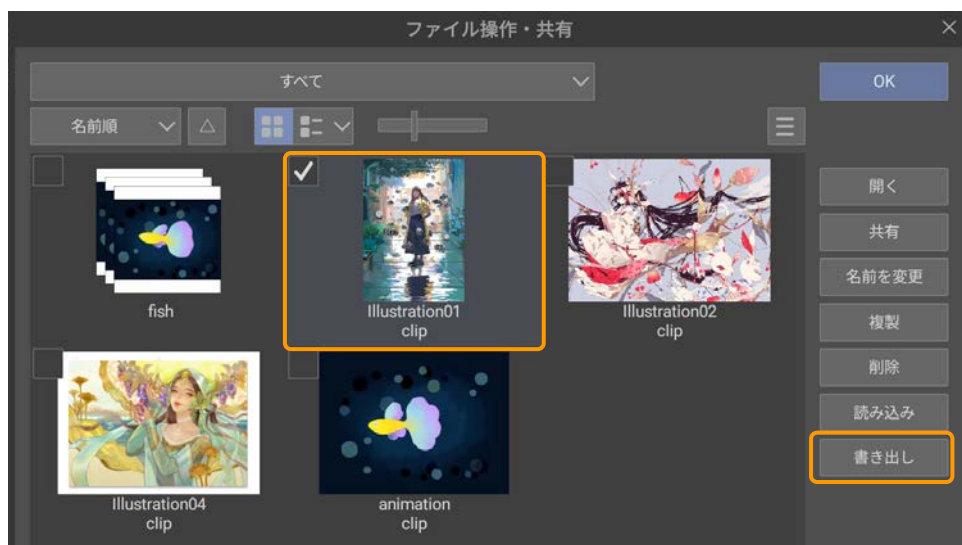 ファイル操作・共有
すべて
OK
名前順
開く
共有
名前を変更
複製
削除
読み込み
書き出し
fish
Illustration01
clip
Illustration02
clip
Illustration04
clip
animation
clip